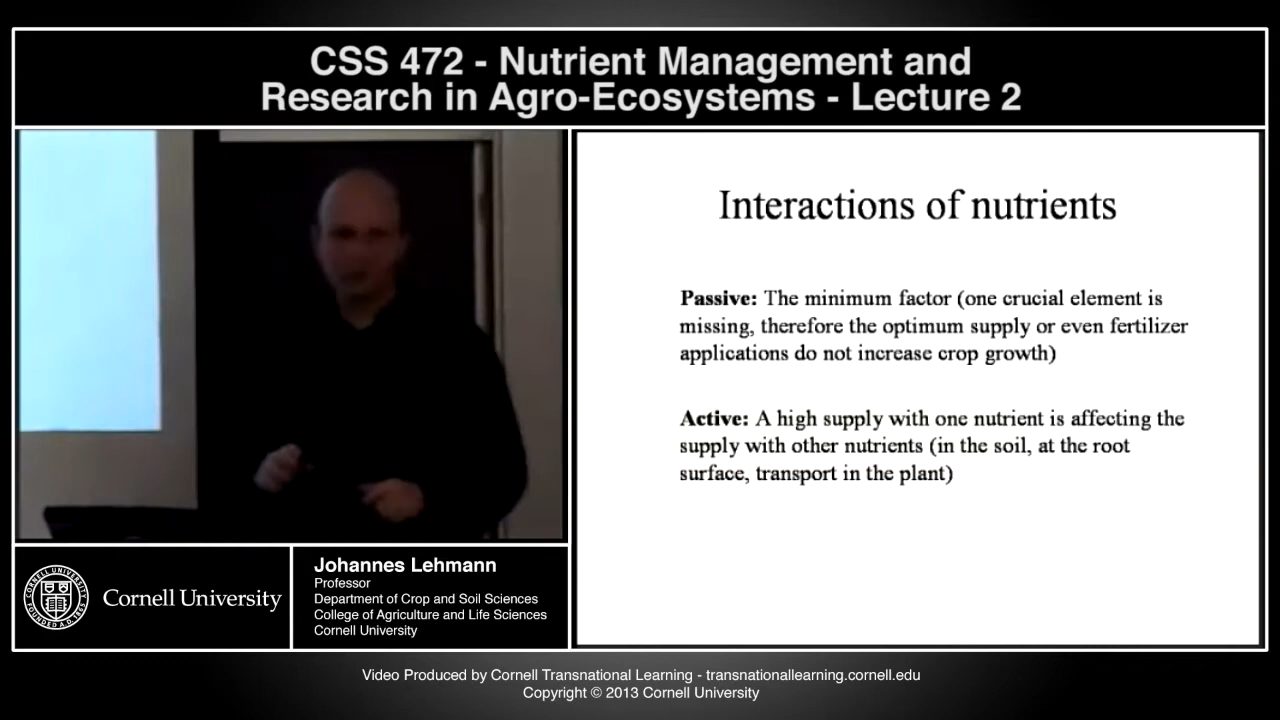 CSS 472 - Nutrient Management and
Research in Agro-Ecosystems - Lecture 2
Interactions of nutrients
Passive: The minimum factor (one crucial element is
missing, therefore the optimum supply or even fertilizer
applications do not increase crop growth)
Active: A high supply with one nutrient is affecting the
supply with other nutrients (in the soil, at the root
surface, transport in the plant)
Cornell University
Johannes Lehmann
Professor
Department of Crop and Soil Sciences
College of Agriculture and Life Sciences
Cornell University
Video Produced by Cornell Transnational Learning - transnationallearning.cornell.edu
Copyright © 2013 Cornell University